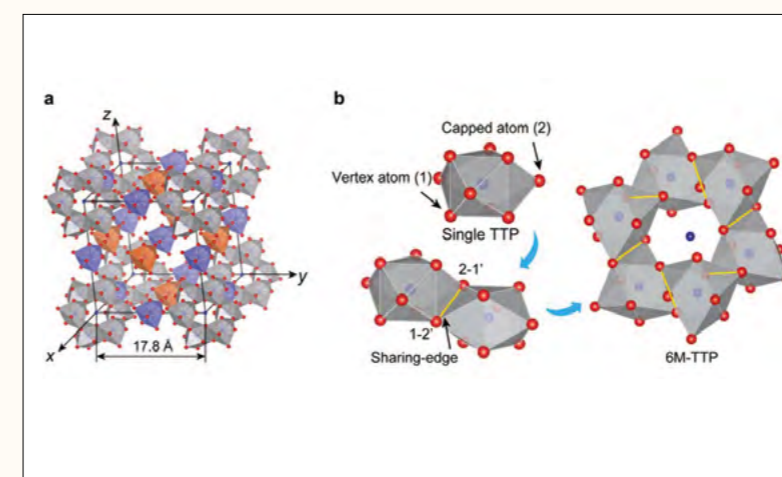 a
z
y
x
17.8 Å
b
Capped atom (2)
Vertex atom (1)
Single TTP
2-1'
1-2'
Sharing-edge
6M-TTP